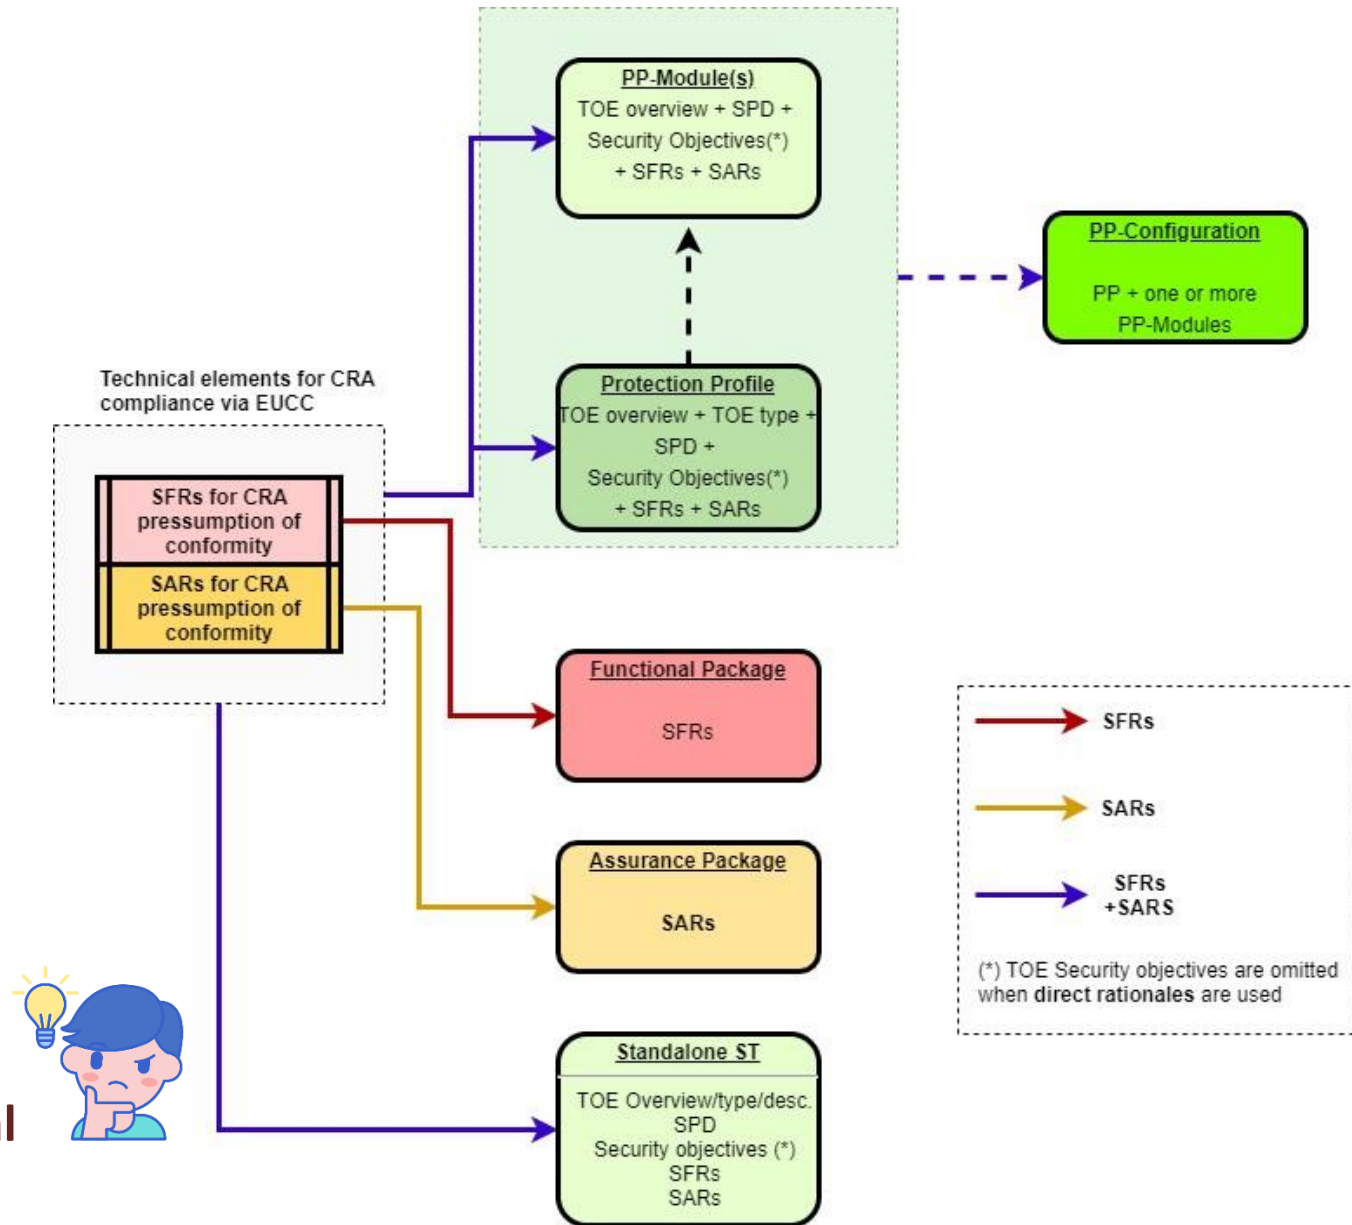 PP-Module(s)
TOE overview + SPD +
Security Objectives(*)
+ SFRs + SARs
PP-Configuration
PP + one or more
PP-Modules
Protection Profile
TOE overview + TOE type +
SPD +
Security Objectives(*)
+ SFRs + SARs
Technical elements for CRA
compliance via EUCC
SFRs for CRA
pressumption of
conformity
SARs for CRA
pressumption of
conformity
Functional Package
SFRs
Assurance Package
SARs
Standalone ST
TOE Overview/type/desc.
SPD
Security objectives (*)
SFRs
SARs
SFRs
SARs
SFRs
+SARS
(*) TOE Security objectives are omitted
when direct rationales are used